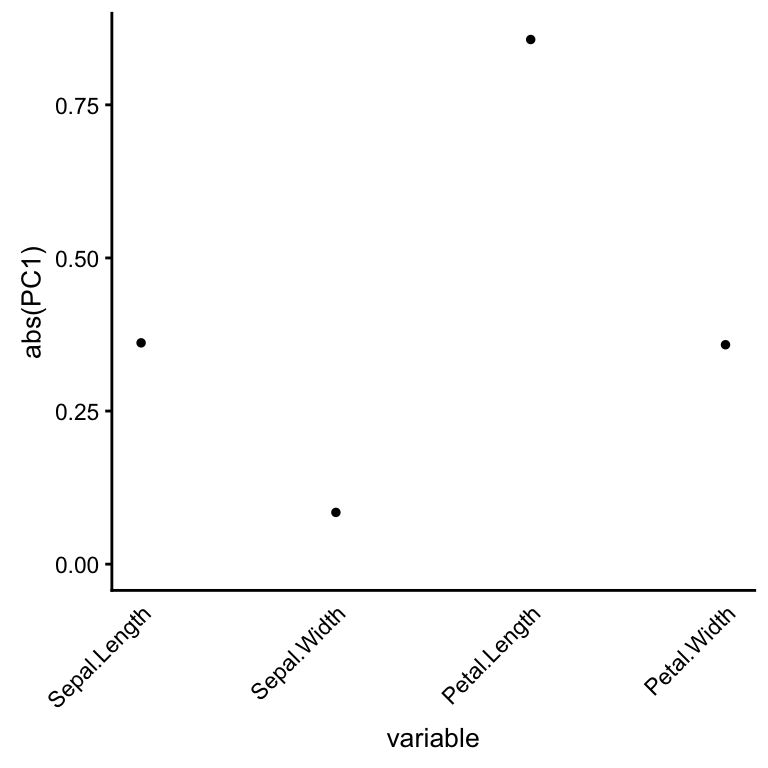 abs(PC1)
0.75
0.50
0.25
0.00
Sepal.Length
Sepal.Width
Petal.Length
Petal.Width
variable